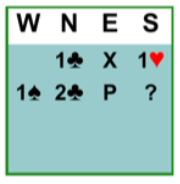 W N E S
1♣ X 1♥
1♠ 2♣ P ?